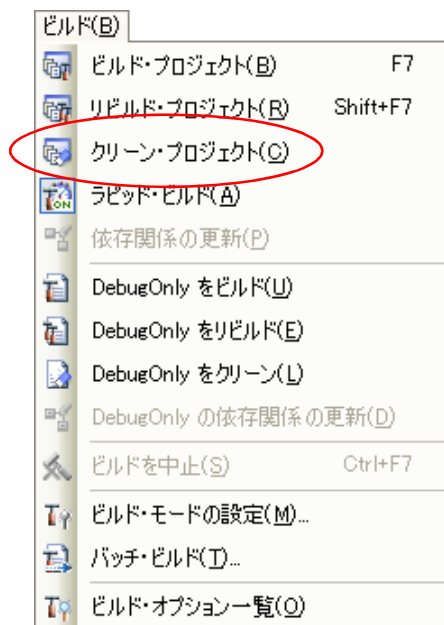 ビルド(B)
ビルド・プロジェクト(B) F7
リビルド・プロジェクト(R) Shift+F7
クリーン・プロジェクト(C)
ON ラピッド・ビルド(A)
依存関係の更新(P)
DebugOnly をビルド(U)
DebugOnly をリビルド(E)
DebugOnly をクリーン(L)
DebugOnly の依存関係の更新(D)
ビルドを中止(S) Ctrl+F7
ビルド・モードの設定(M)...
バッチ・ビルド(T)...
ビルド・オプション一覧(O)